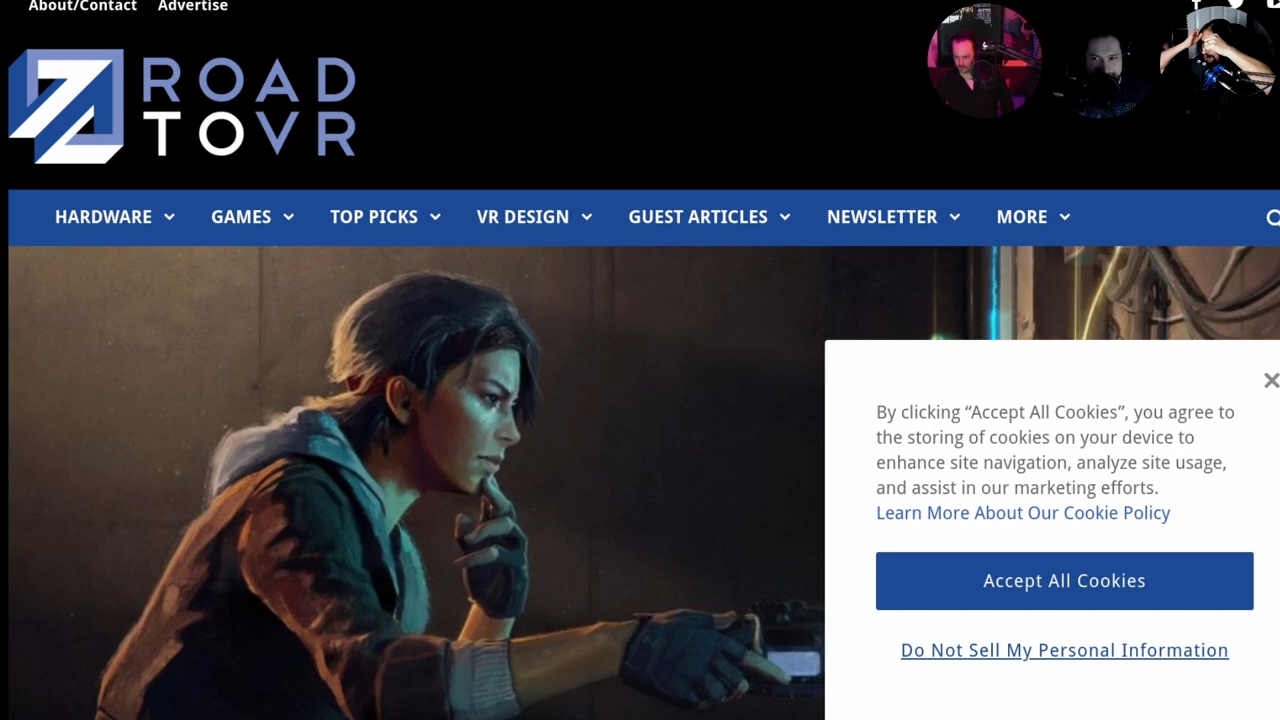 About/Contact Advertise
ROAD
TOVR
HARDWARE GAMES TOP PICKS VR DESIGN GUEST ARTICLES NEWSLETTER MORE
By clicking “Accept All Cookies”, you agree to
the storing of cookies on your device to
enhance site navigation, analyze site usage,
and assist in our marketing efforts.
Learn More About Our Cookie Policy
Accept All Cookies
Do Not Sell My Personal Information